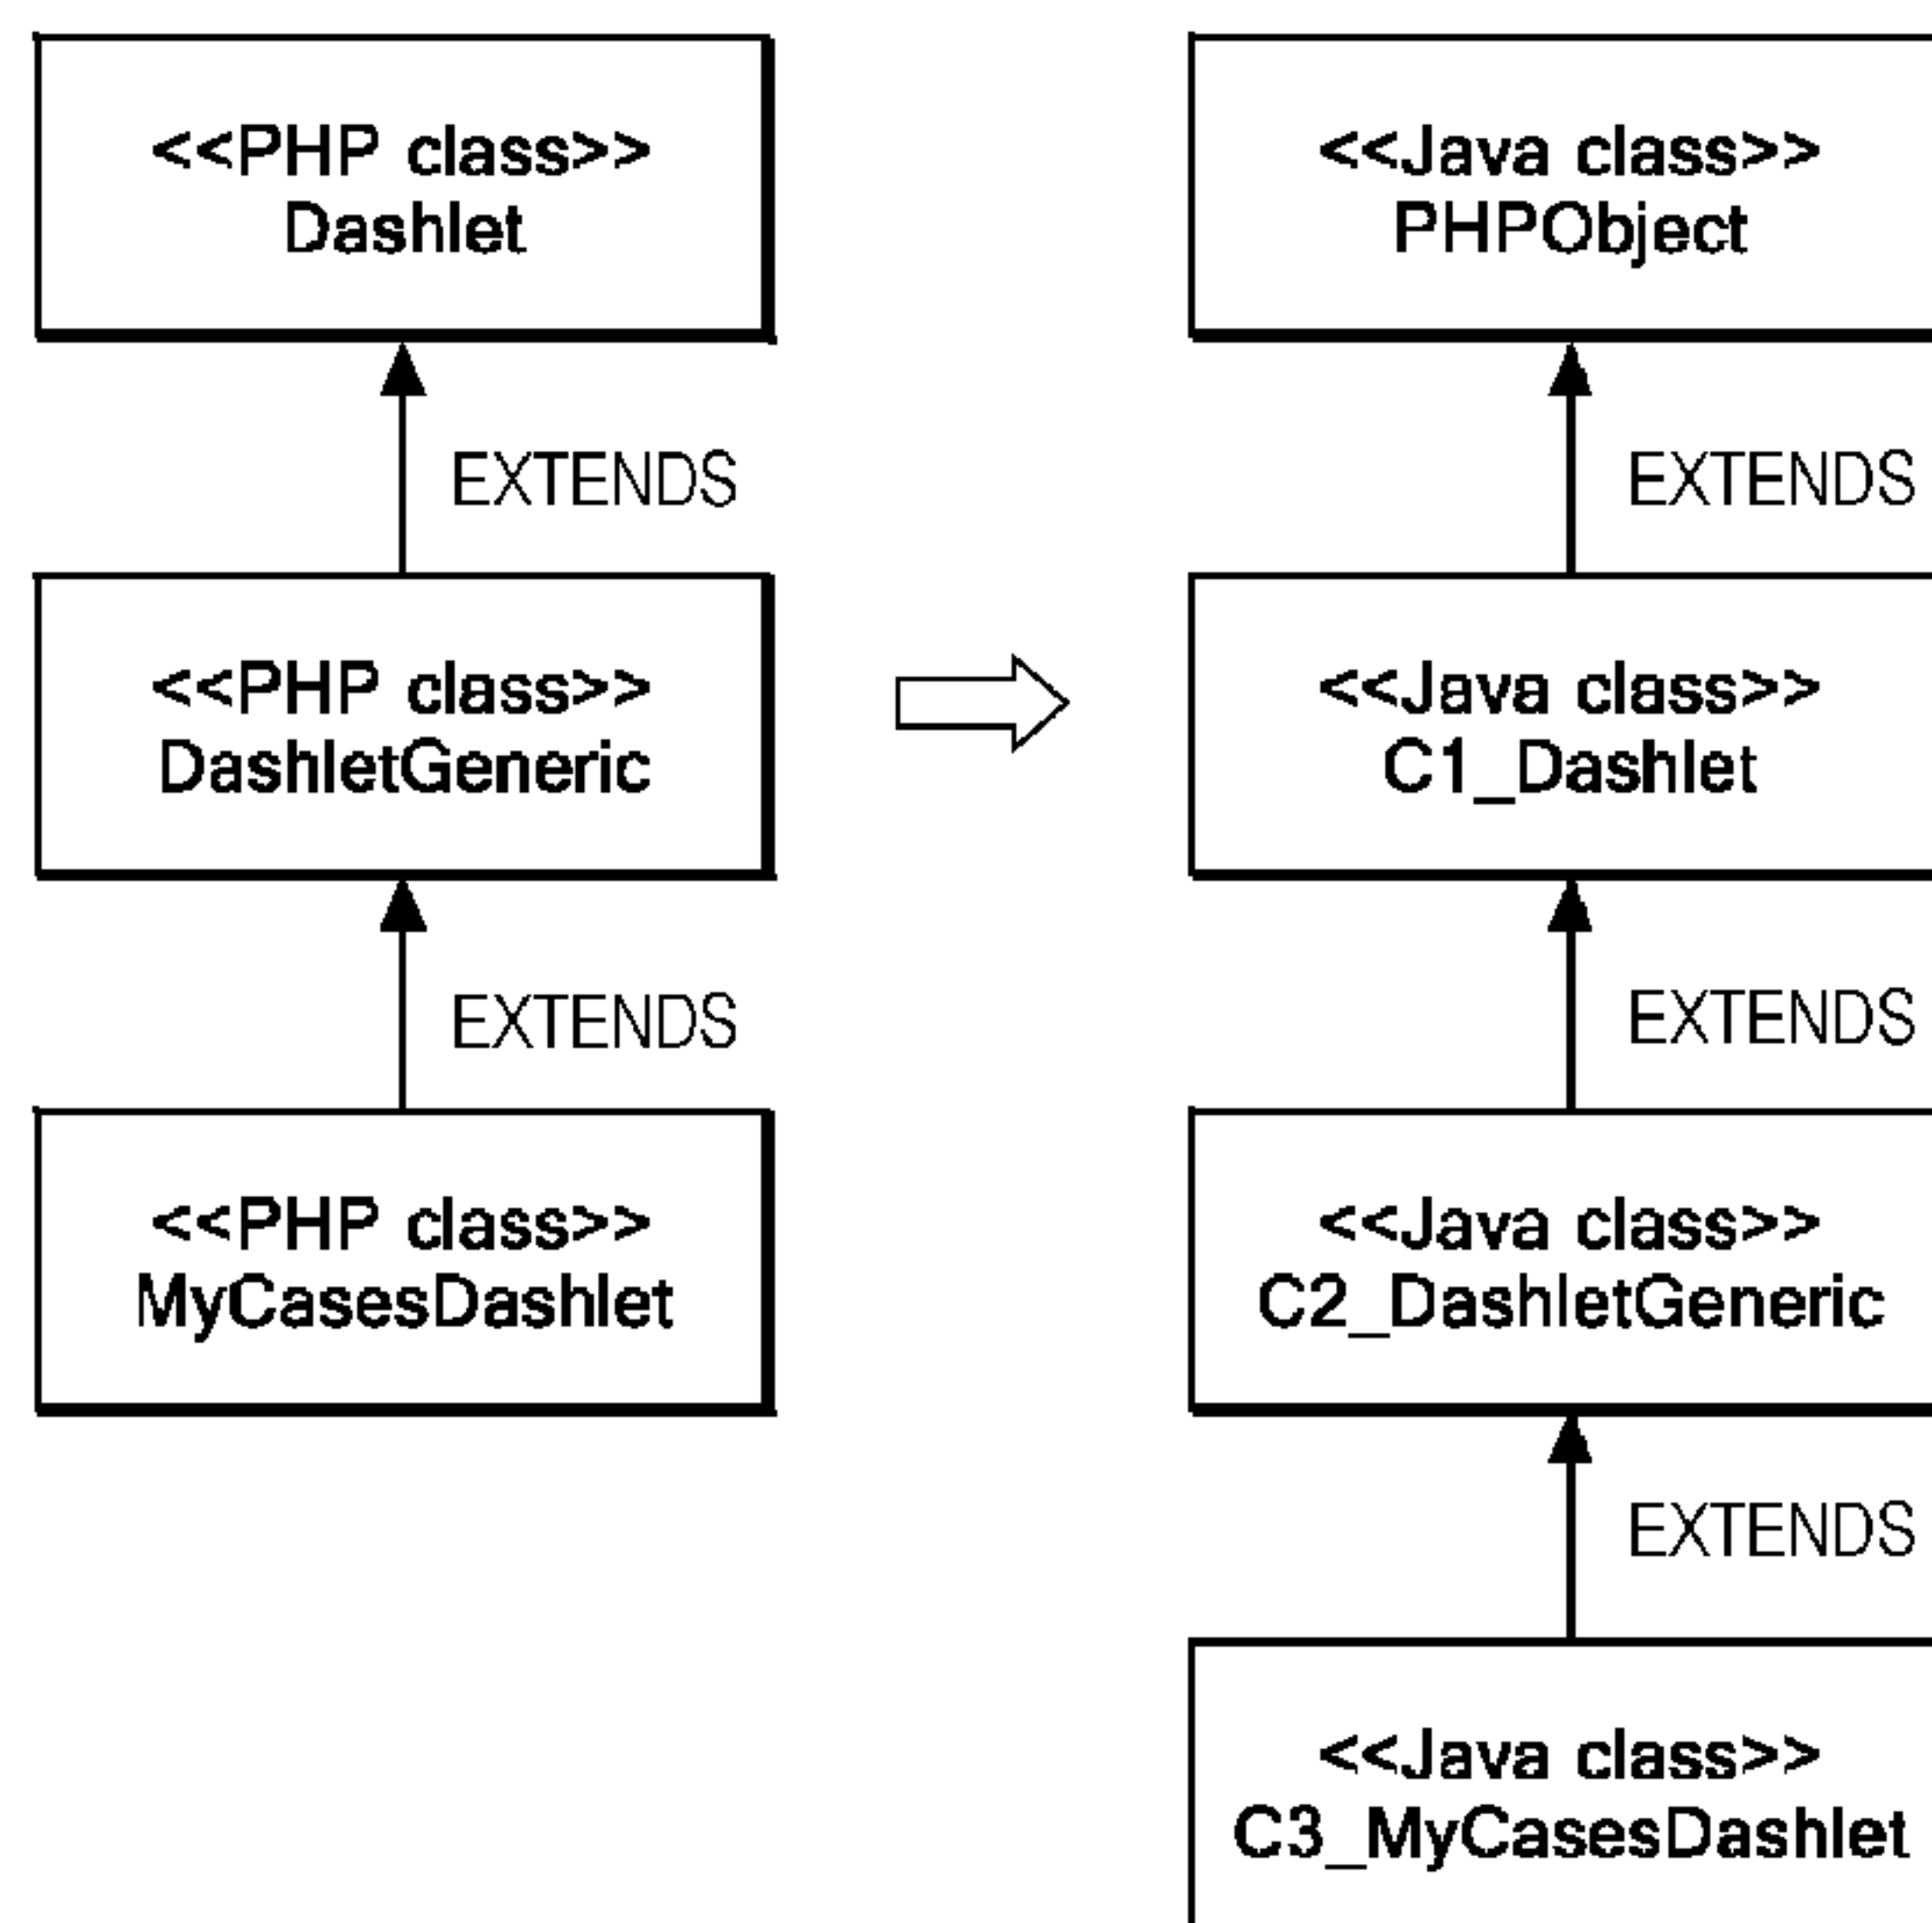 <<PHP class>>
Dashlet
EXTENDS
<<PHP class>>
DashletGeneric
EXTENDS
<<PHP class>>
MyCasesDashlet
<<Java class>>
PHPObject
EXTENDS
<<Java class>>
C1_Dashlet
EXTENDS
<<Java class>>
C2_DashletGeneric
EXTENDS
<<Java class>>
C3_MyCasesDashlet